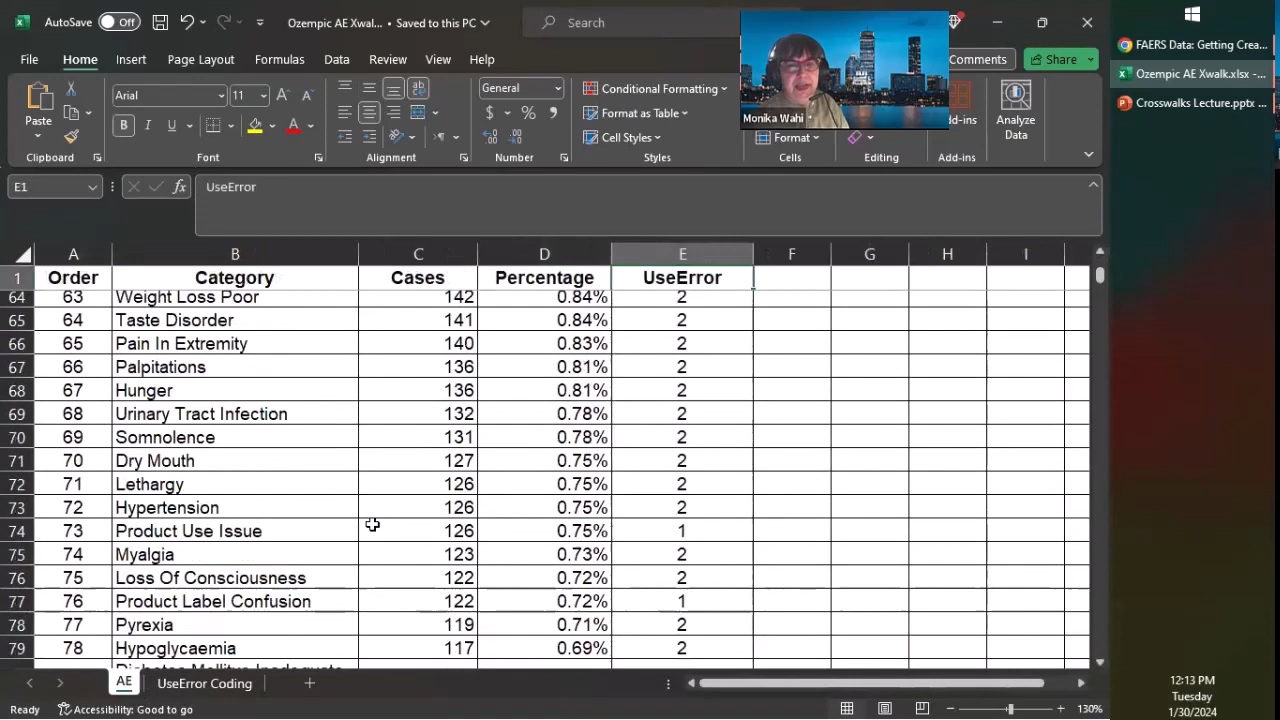 AutoSave Off Ozempic AE Xwal... • Saved to this PC Search
FAERS Data: Getting Crea...
Ozempic AE Xwalk.xlsx -...
Crosswalks Lecture.pptx ...
File Home Insert Page Layout Formulas Data Review View Help Comments Share
Paste
Arial 11
B I U A
General
$ % 9
Conditional Formatting
Format as Table
Cell Styles
Monika Wahi
Format
dd-ins
Analyze
Data
Clipboard Font Alignment Number Styles Cells Editing Add-ins
E1 fx UseError
A B C D E F G H I
1 Order Category Cases Percentage UseError
64 63 Weight Loss Poor 142 0.84% 2
65 64 Taste Disorder 141 0.84% 2
66 65 Pain In Extremity 140 0.83% 2
67 66 Palpitations 136 0.81% 2
68 67 Hunger 136 0.81% 2
69 68 Urinary Tract Infection 132 0.78% 2
70 69 Somnolence 131 0.78% 2
71 70 Dry Mouth 127 0.75% 2
72 71 Lethargy 126 0.75% 2
73 72 Hypertension 126 0.75% 2
74 73 Product Use Issue 126 0.75% 1
75 74 Myalgia 123 0.73% 2
76 75 Loss Of Consciousness 122 0.72% 2
77 76 Product Label Confusion 122 0.72% 1
78 77 Pyrexia 119 0.71% 2
79 78 Hypoglycaemia 117 0.69% 2
Diabetes Mellitus Inadequate
AE UseError Coding
Ready Accessibility: Good to go 130%
12:13 PM
Tuesday
1/30/2024